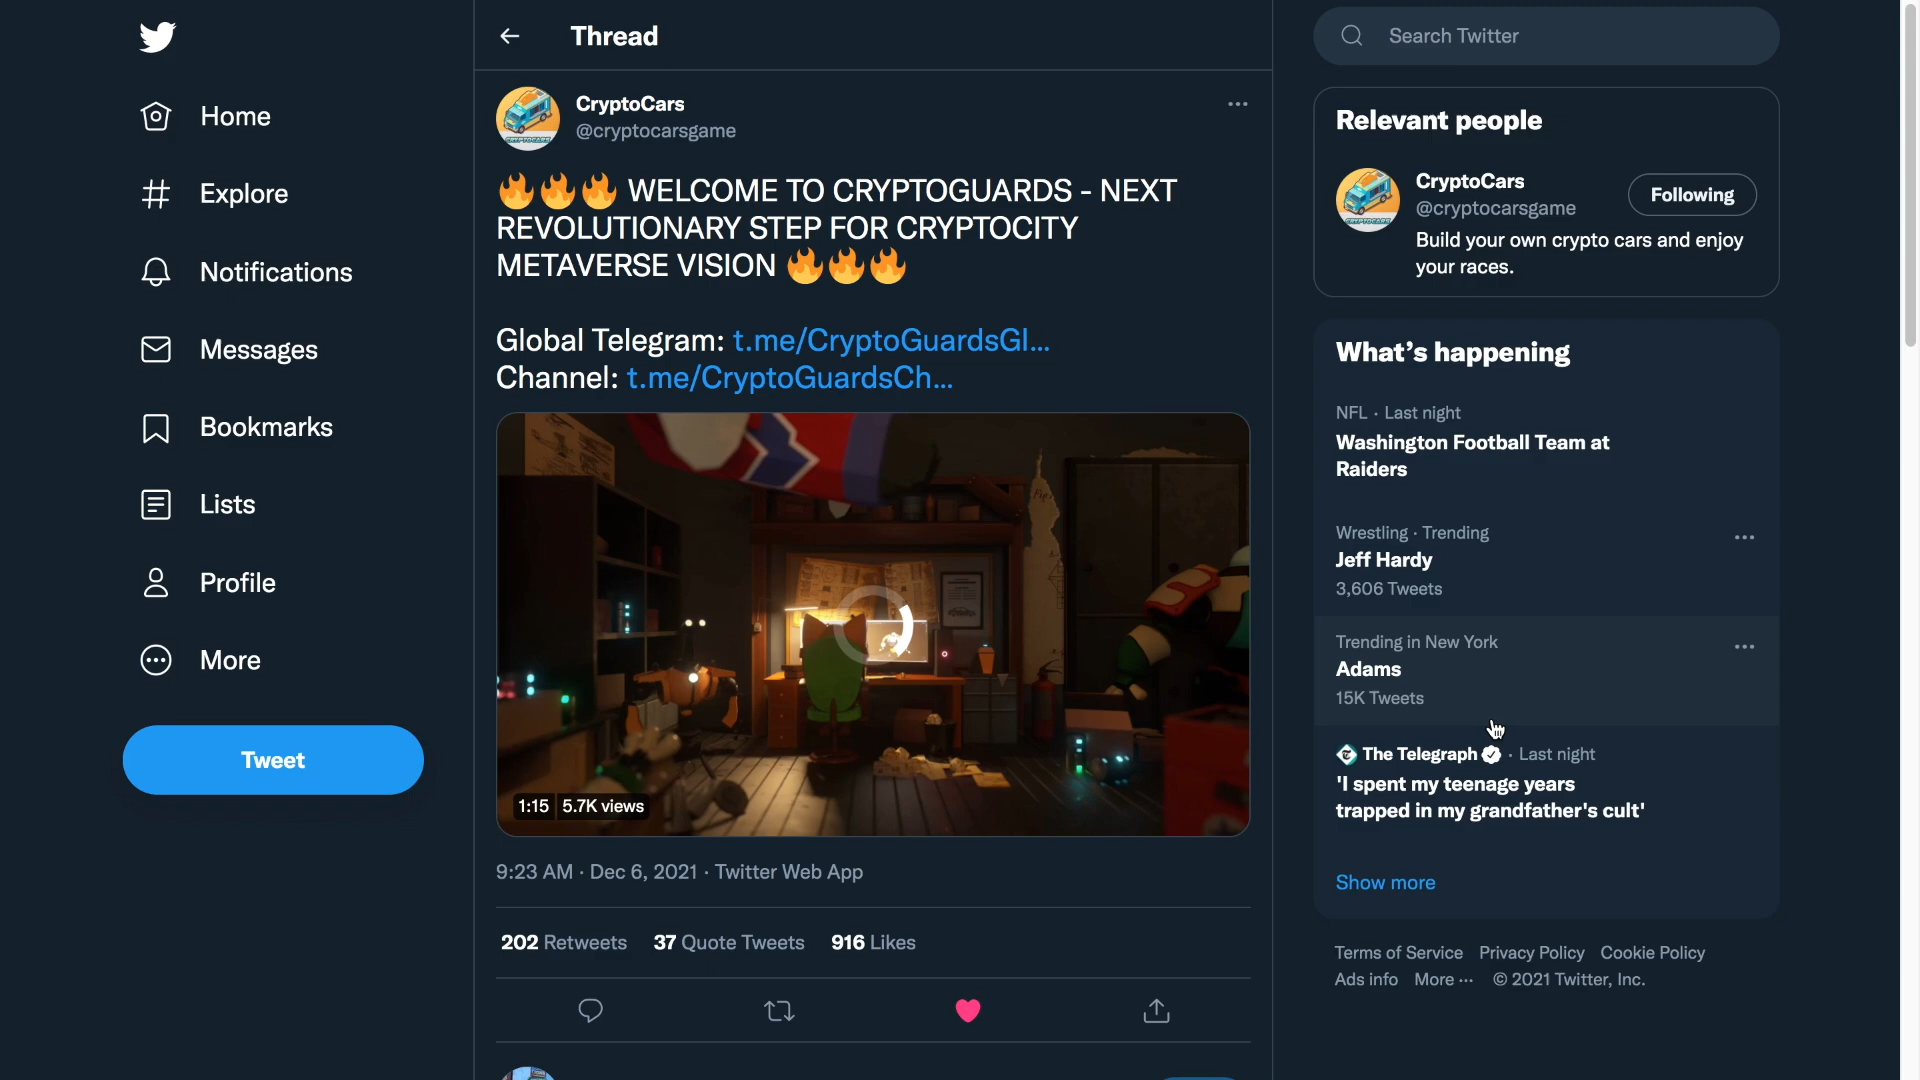 Home
Explore
Notifications
Messages
Bookmarks
Lists
Profile
More
Tweet
Thread
CryptoCars
@cryptocarsgame
🔥🔥🔥 WELCOME TO CRYPTOGUARDS - NEXT
REVOLUTIONARY STEP FOR CRYPTOCITY
METAVERSE VISION 🔥🔥🔥
Global Telegram: t.me/CryptoGuardsGl...
Channel: t.me/CryptoGuardsCh...
1:15 5.7K views
9:23 AM · Dec 6, 2021 · Twitter Web App
202 Retweets 37 Quote Tweets 916 Likes
Search Twitter
Relevant people
CryptoCars
@cryptocarsgame
Following
Build your own crypto cars and enjoy
your races.
What's happening
NFL · Last night
Washington Football Team at
Raiders
Wrestling · Trending
Jeff Hardy
3,606 Tweets
Trending in New York
Adams
15K Tweets
The Telegraph · Last night
'I spent my teenage years
trapped in my grandfather's cult'
Show more
Terms of Service Privacy Policy Cookie Policy
Ads info More ··· © 2021 Twitter, Inc.